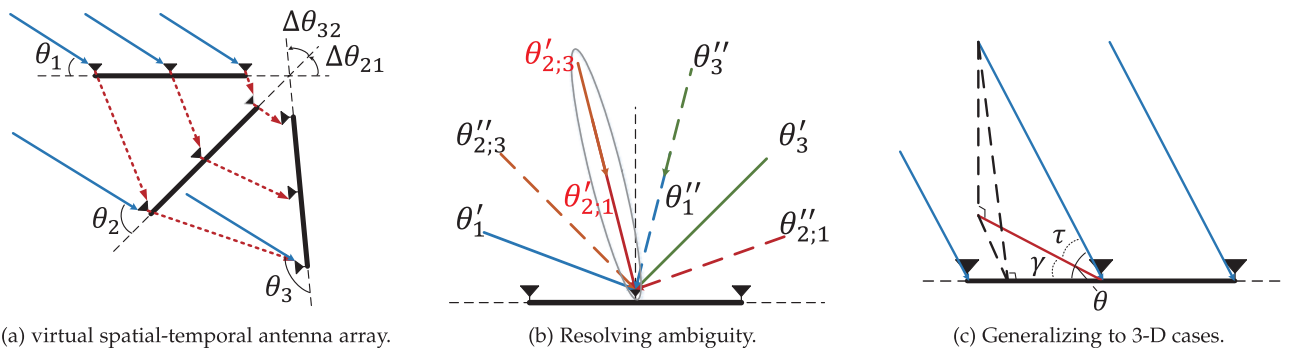 θ₁
Δθ₃₂
Δθ₂₁
θ₂
θ₃
(a) virtual spatial-temporal antenna array.
θ′₂;₃
θ″₃
θ″₂;₃
θ′₃
θ′₂;₁
θ″₁
θ′₁
θ″₂;₁
(b) Resolving ambiguity.
τ
γ
θ
(c) Generalizing to 3-D cases.